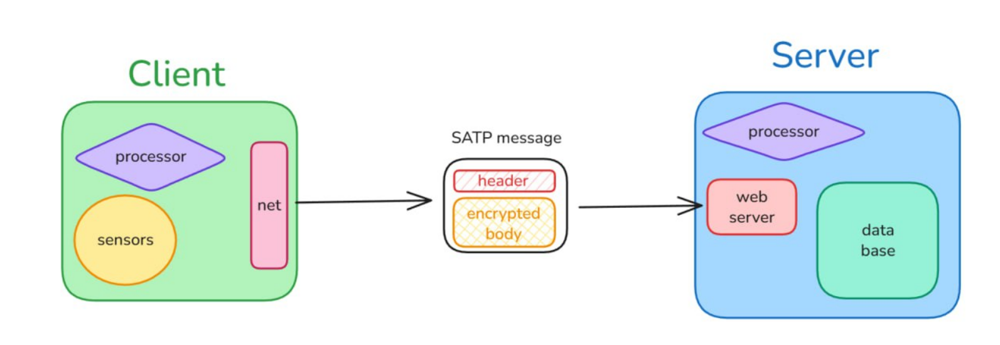 Client
processor
sensors
net
SATP message
header
encrypted
body
Server
processor
web
server
data
base